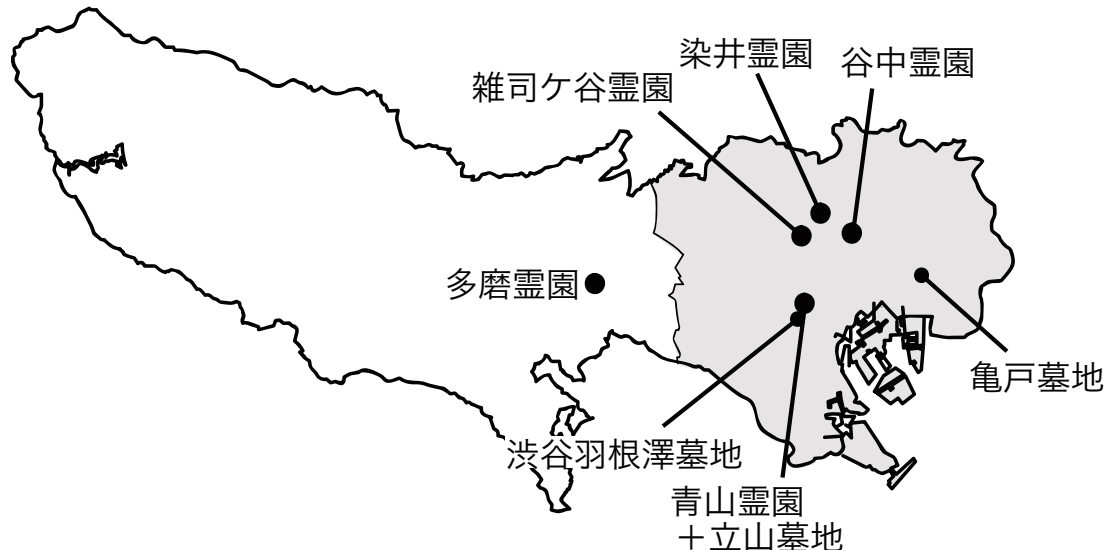 染井霊園
谷中霊園
雑司ケ谷霊園
多磨霊園
亀戸墓地
渋谷羽根澤墓地
青山霊園
＋立山墓地